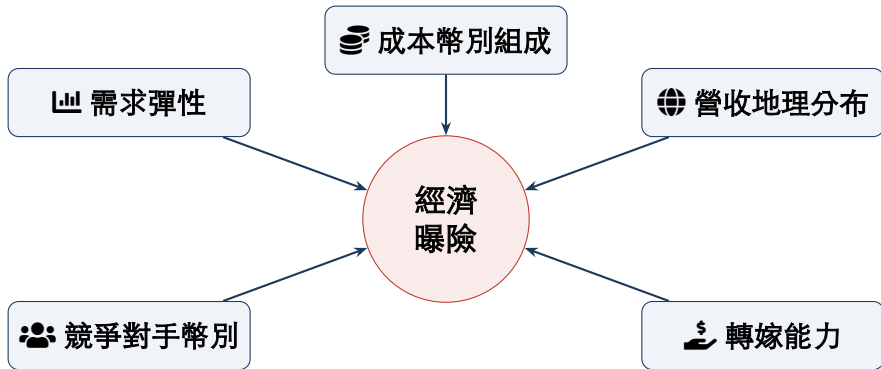 成本幣別組成
需求彈性
營收地理分布
經濟
曝險
競爭對手幣別
轉嫁能力